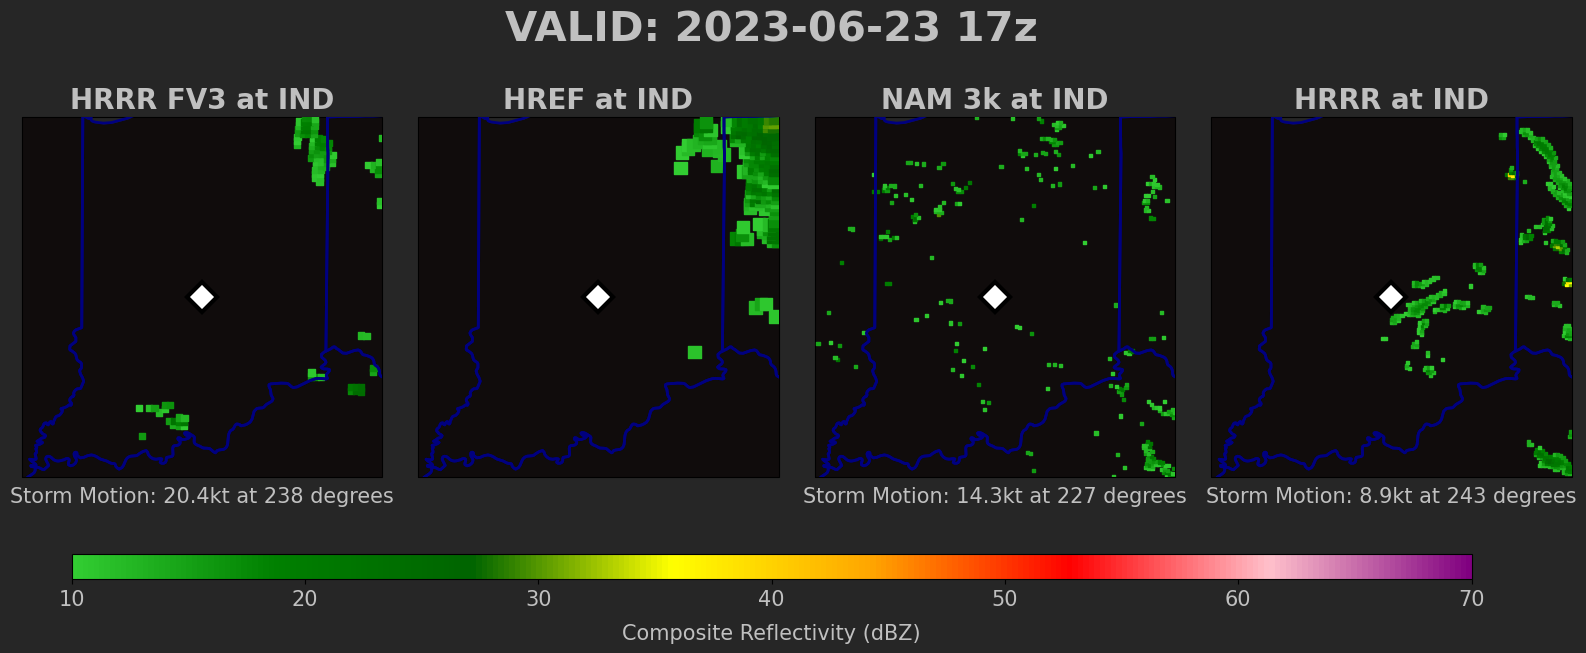 VALID: 2023-06-23 17z
HRRR FV3 at IND
HREF at IND
NAM 3k at IND
HRRR at IND
Storm Motion: 20.4kt at 238 degrees
Storm Motion: 14.3kt at 227 degrees
Storm Motion: 8.9kt at 243 degrees
10 20 30 40 50 60 70
Composite Reflectivity (dBZ)